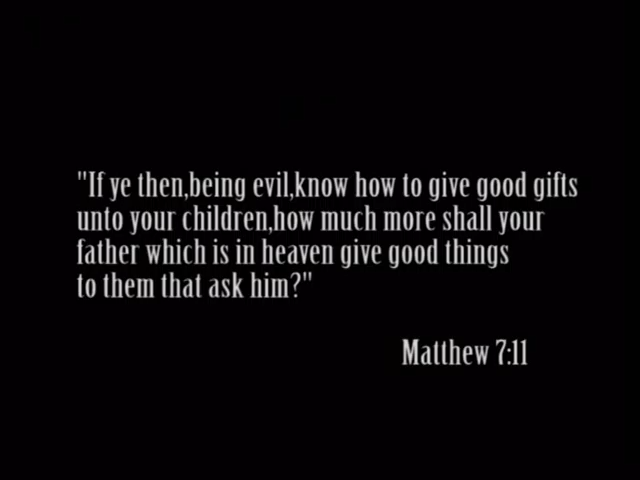 "If ye then,being evil,know how to give good gifts
unto your children,how much more shall your
father which is in heaven give good things
to them that ask him?"
Matthew 7:11